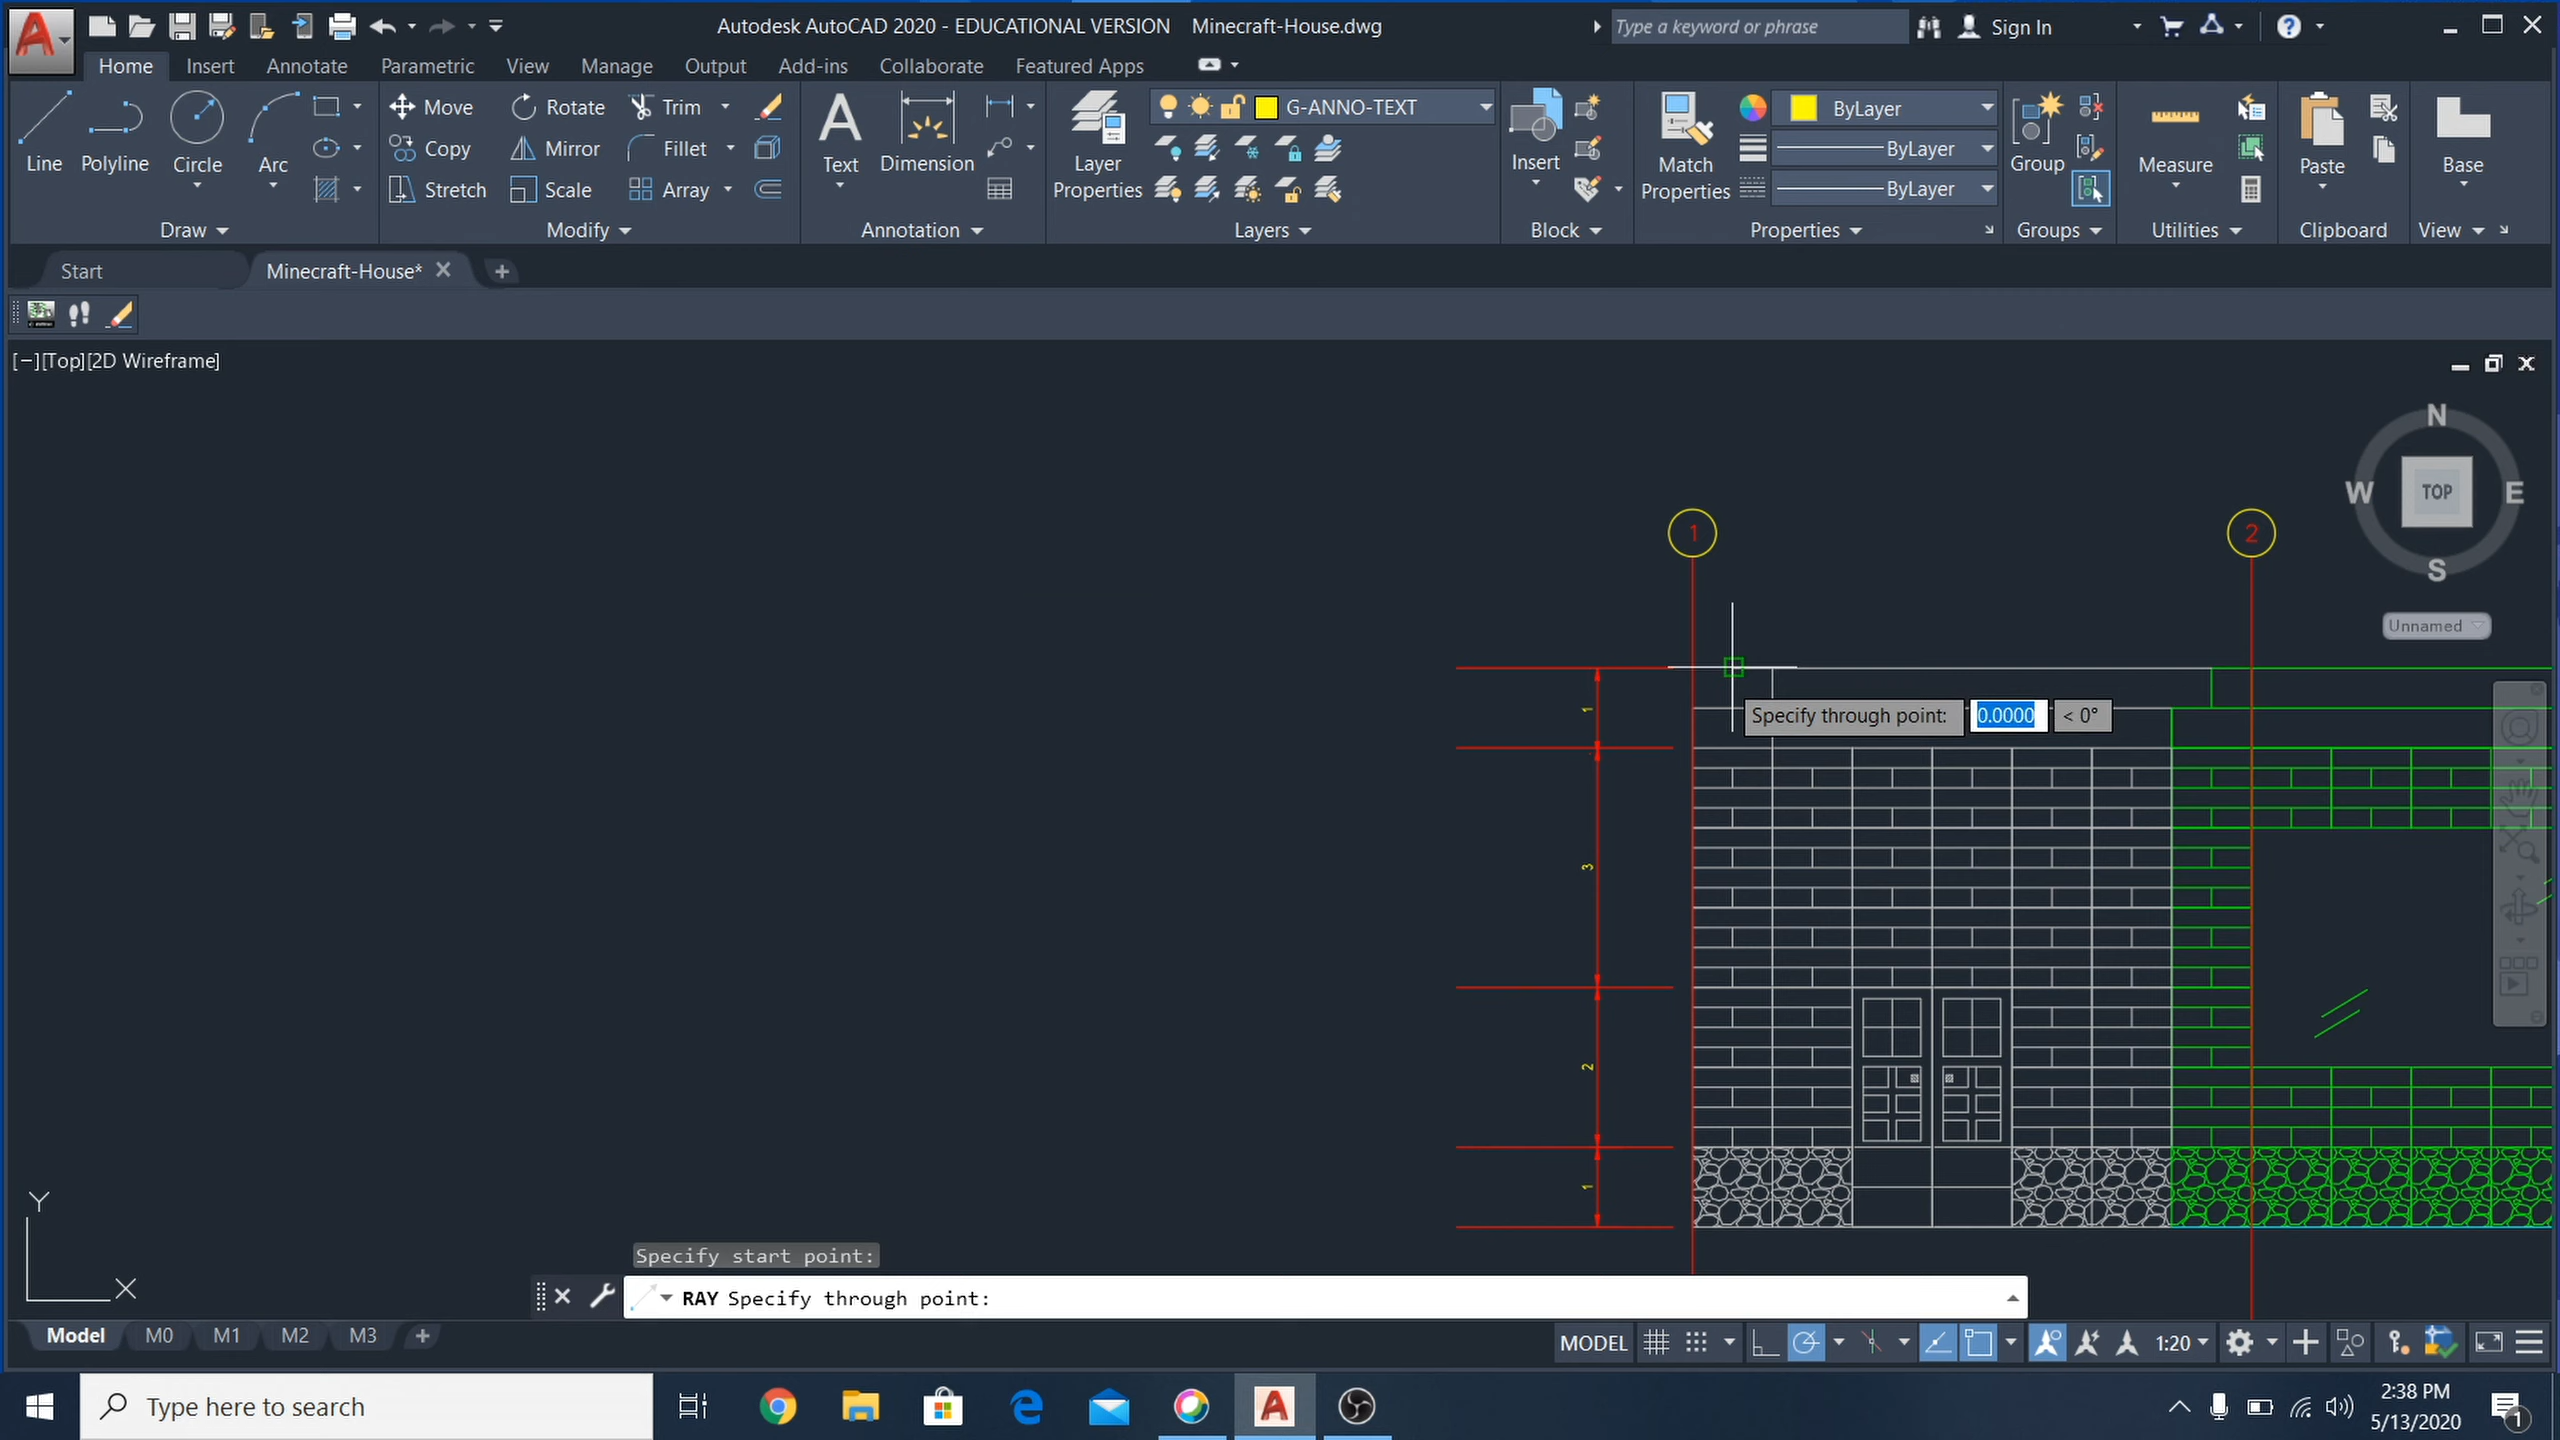 Autodesk AutoCAD 2020 - EDUCATIONAL VERSION Minecraft-House.dwg
Type a keyword or phrase
Sign In
Home Insert Annotate Parametric View Manage Output Add-ins Collaborate Featured Apps
Line Polyline Circle Arc
Move Rotate Trim
Copy Mirror Fillet
Stretch Scale Array
Text Dimension
Layer Properties
G-ANNO-TEXT
Insert
Match Properties
ByLayer
ByLayer
ByLayer
Group
Measure
Paste
Base
Draw Modify Annotation Layers Block Properties Groups Utilities Clipboard View
Start Minecraft-House*
[−][Top][2D Wireframe]
N
W TOP E
S
Unnamed
1 2
Specify through point: 0.0000 < 0°
1
3
2
1
Y
X
Specify start point:
RAY Specify through point:
Model M0 M1 M2 M3
MODEL 1:20
Type here to search
2:38 PM
5/13/2020
1